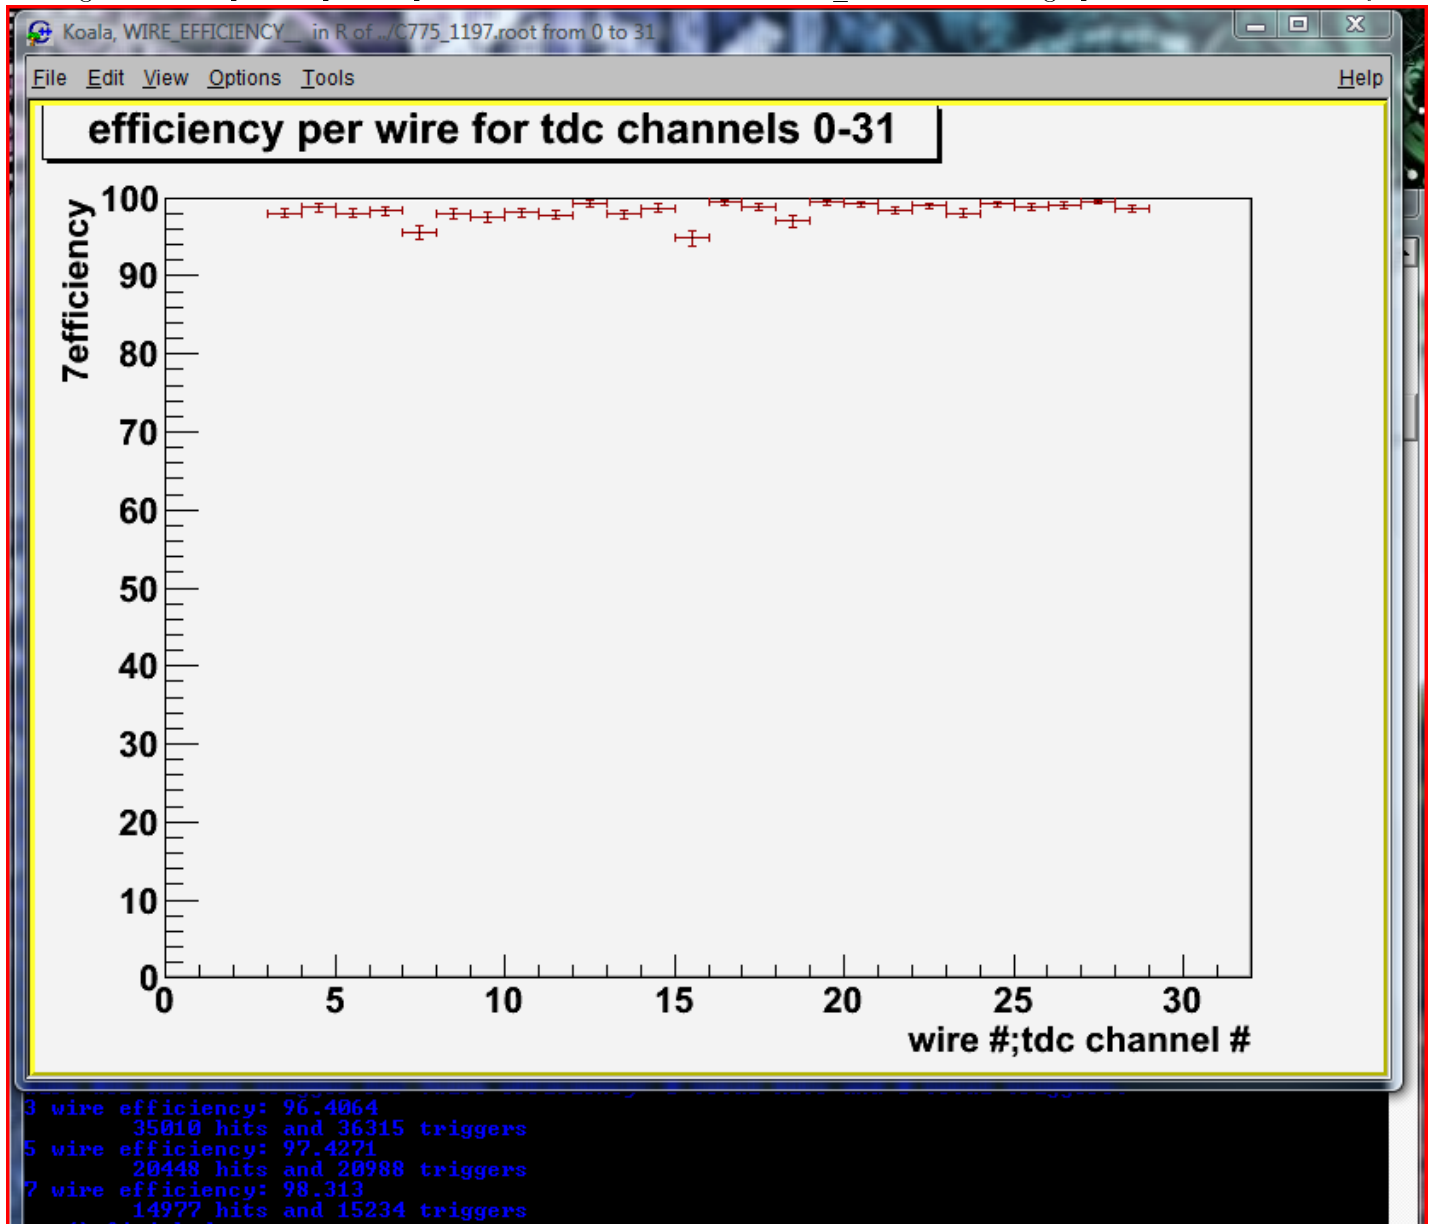 Koala, WIRE_EFFICIENCY__ in R of ../C775_1197.root from 0 to 31
File Edit View Options Tools Help
efficiency per wire for tdc channels 0-31
7efficiency
100
90
80
70
60
50
40
30
20
10
0
0 5 10 15 20 25 30
wire #;tdc channel #
3 wire efficiency: 96.4064
35010 hits and 36315 triggers
5 wire efficiency: 97.4271
20448 hits and 20988 triggers
7 wire efficiency: 98.313
14977 hits and 15234 triggers